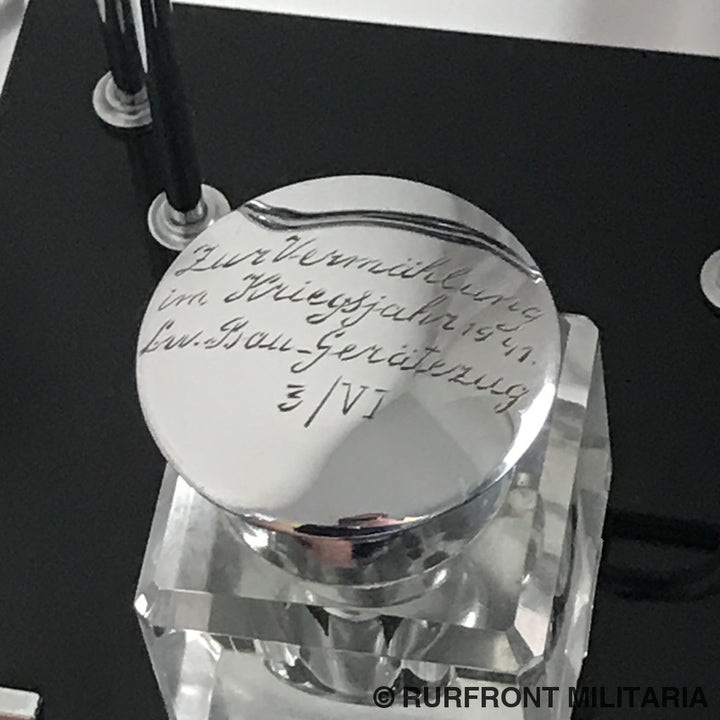 Zur Vermählung
im Kriegsjahr 1941.
Lw. Bau-Gerätezug
3/VI
© RURFRONT MILITARIA